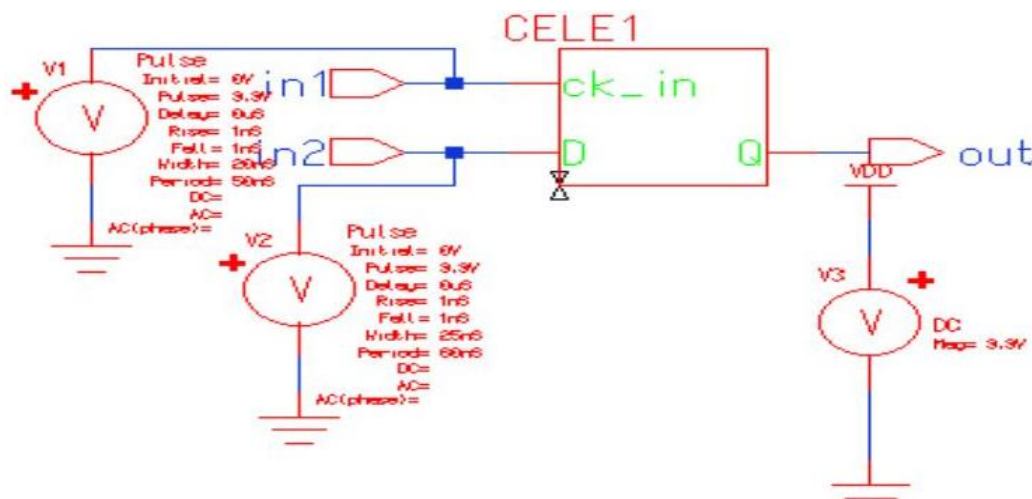 CELE1
V1
Pulse
Initial= 0V
Pulse= 3.3V
Delay= 0uS
Rise= 1nS
Fall= 1nS
Width= 20nS
Period= 50nS
DC=
AC=
AC(phase)=
in1
in2
ck_in
D
Q
out
V
V2
Pulse
Initial= 0V
Pulse= 3.3V
Delay= 0uS
Rise= 1nS
Fall= 1nS
Width= 25nS
Period= 60nS
DC=
AC=
AC(phase)=
V
VDD
V3
V
DC
Mag= 3.3V